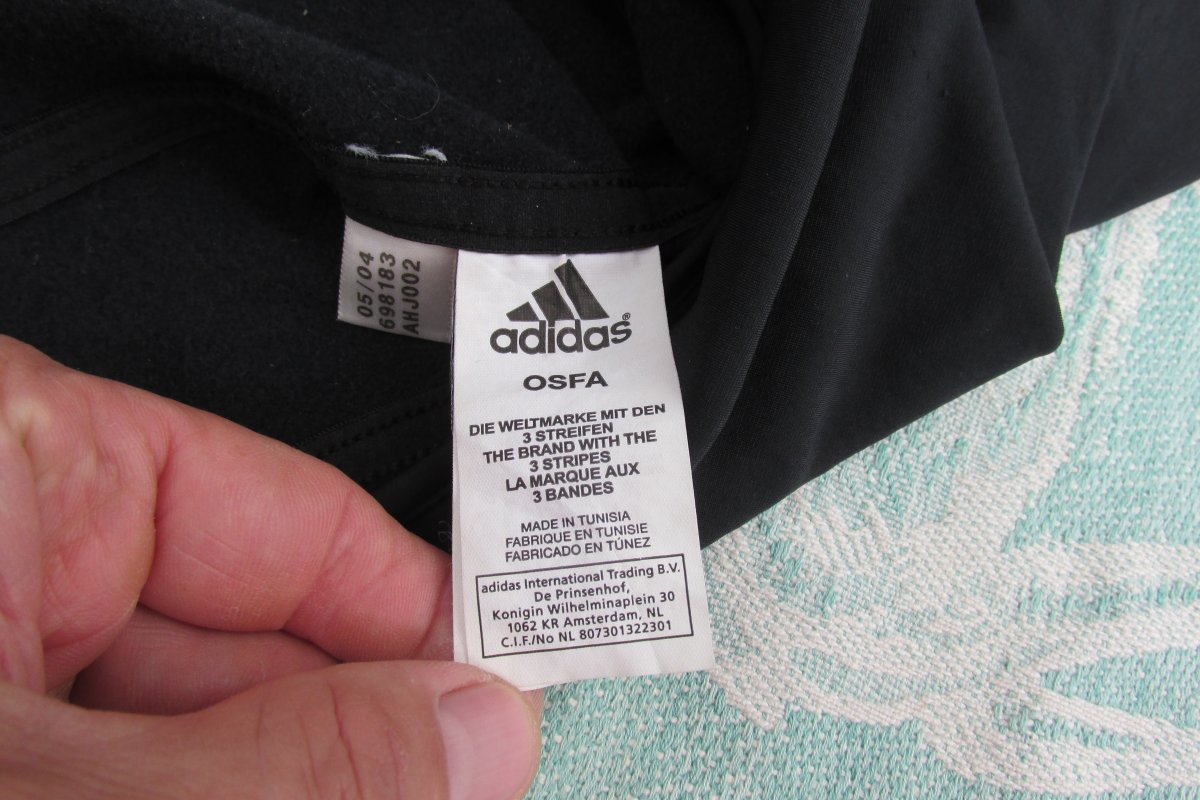 05/04
698183
AHJ002
adidas®
OSFA
DIE WELTMARKE MIT DEN
3 STREIFEN
THE BRAND WITH THE
3 STRIPES
LA MARQUE AUX
3 BANDES
MADE IN TUNISIA
FABRIQUE EN TUNISIE
FABRICADO EN TÚNEZ
adidas International Trading B.V.
De Prinsenhof,
Konigin Wilhelminaplein 30
1062 KR Amsterdam, NL
C.I.F./No NL 807301322301